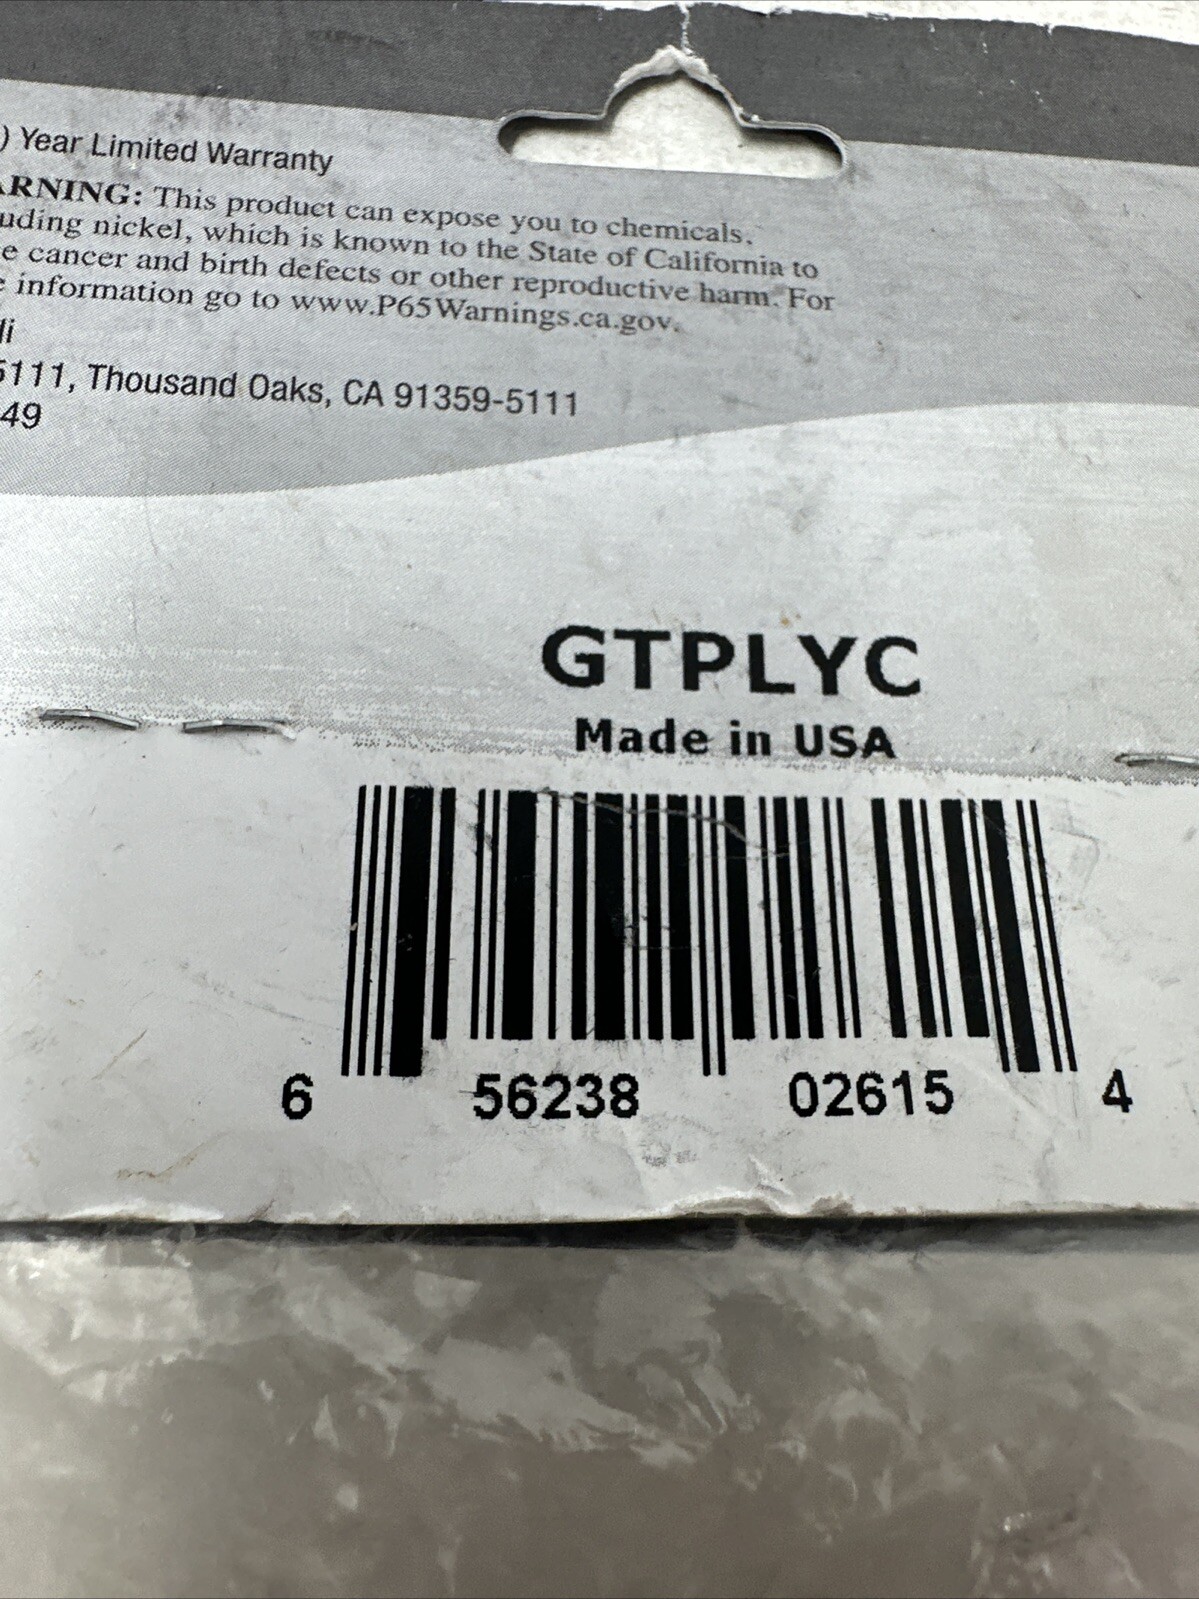 ) Year Limited Warranty
ARNING: This product can expose you to chemicals.
uding nickel, which is known to the State of California to
e cancer and birth defects or other reproductive harm. For
e information go to www.P65Warnings.ca.gov.
li
5111, Thousand Oaks, CA 91359-5111
49
GTPLYC
Made in USA
6 56238 02615 4